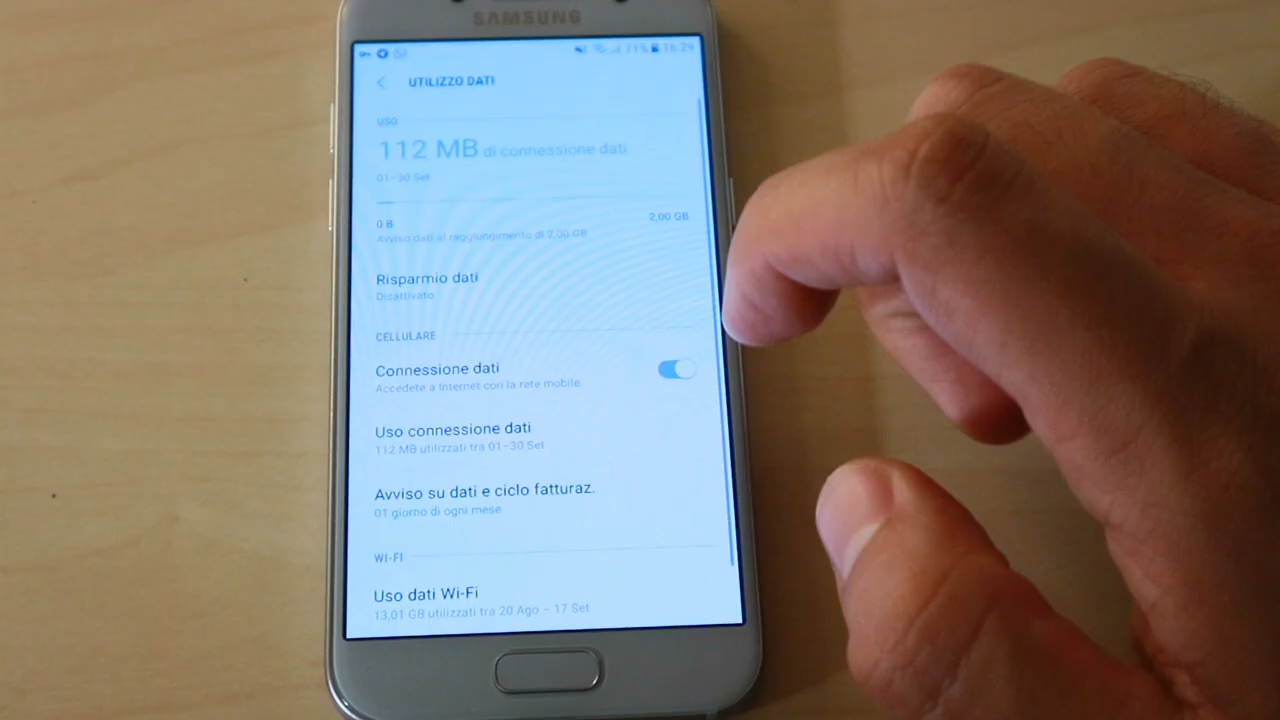 SAMSUNG
71% 16:29
UTILIZZO DATI
USO
112 MB di connessione dati
01–30 Set
0 B
2,00 GB
Avviso dati al raggiungimento di 2,00 GB
Risparmio dati
Disattivato
CELLULARE
Connessione dati
Accedete a Internet con la rete mobile.
Uso connessione dati
112 MB utilizzati tra 01–30 Set
Avviso su dati e ciclo fatturaz.
01 giorno di ogni mese
WI-FI
Uso dati Wi-Fi
13,01 GB utilizzati tra 20 Ago – 17 Set